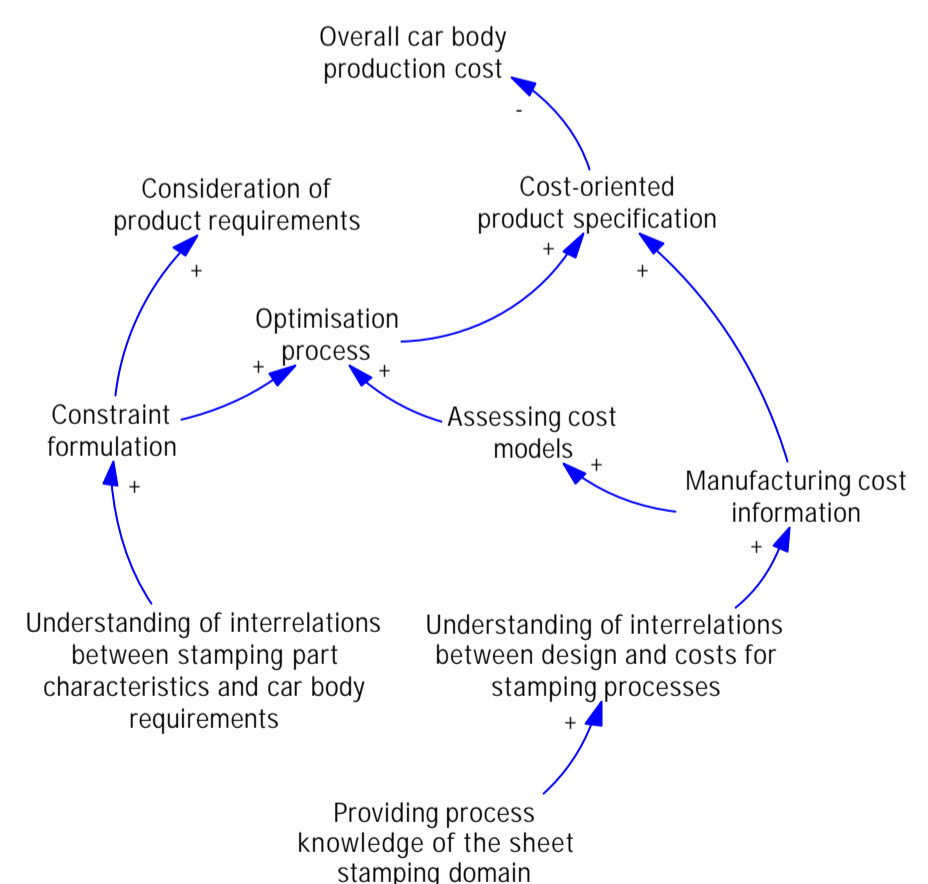 Overall car body
production cost
-
Consideration of
product requirements
+
Cost-oriented
product specification
+
+
Optimisation
process
+
+
Constraint
formulation
+
Assessing cost
models
+
Manufacturing cost
information
+
Understanding of interrelations
between stamping part
characteristics and car body
requirements
Understanding of interrelations
between design and costs for
stamping processes
+
Providing process
knowledge of the sheet
stamping domain